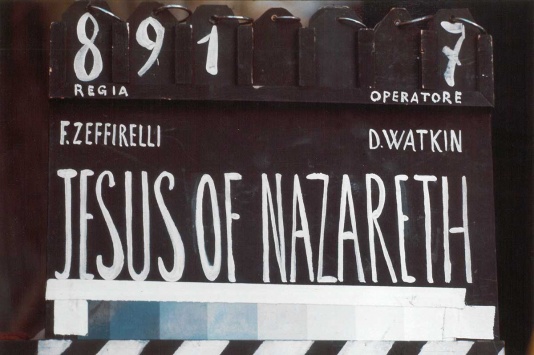 8 9 1 7
REGIA OPERATORE
F.ZEFFIRELLI D.WATKIN
JESUS OF NAZARETH